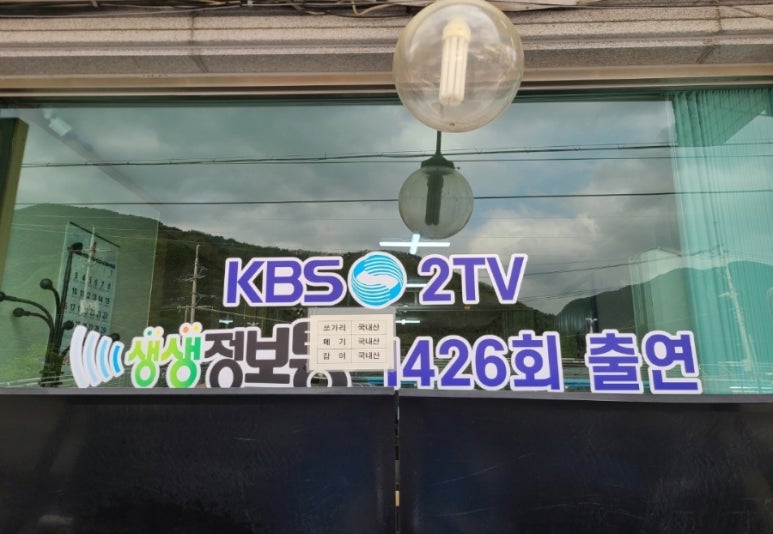 KBS 2TV
생생정보통 1426회 출연
쏘가리 국내산
메기 국내산
잡어 국내산